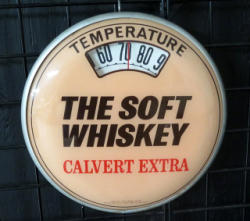 TEMPERATURE
60 70 80 9
THE SOFT
WHISKEY
CALVERT EXTRA